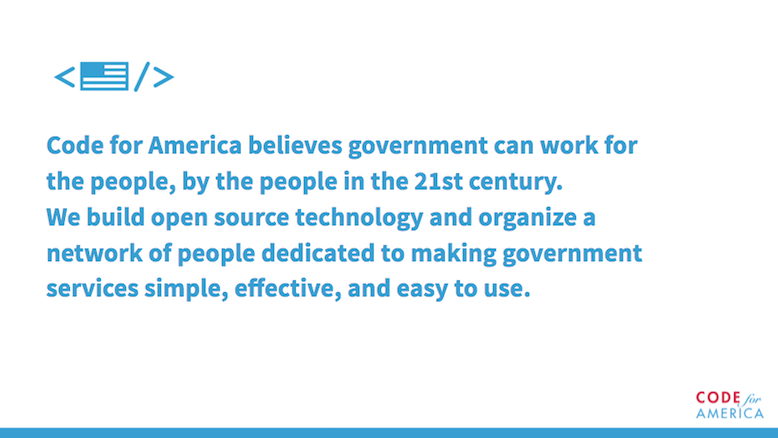 Code for America believes government can work for
the people, by the people in the 21st century.
We build open source technology and organize a
network of people dedicated to making government
services simple, effective, and easy to use.
CODE for
AMERICA